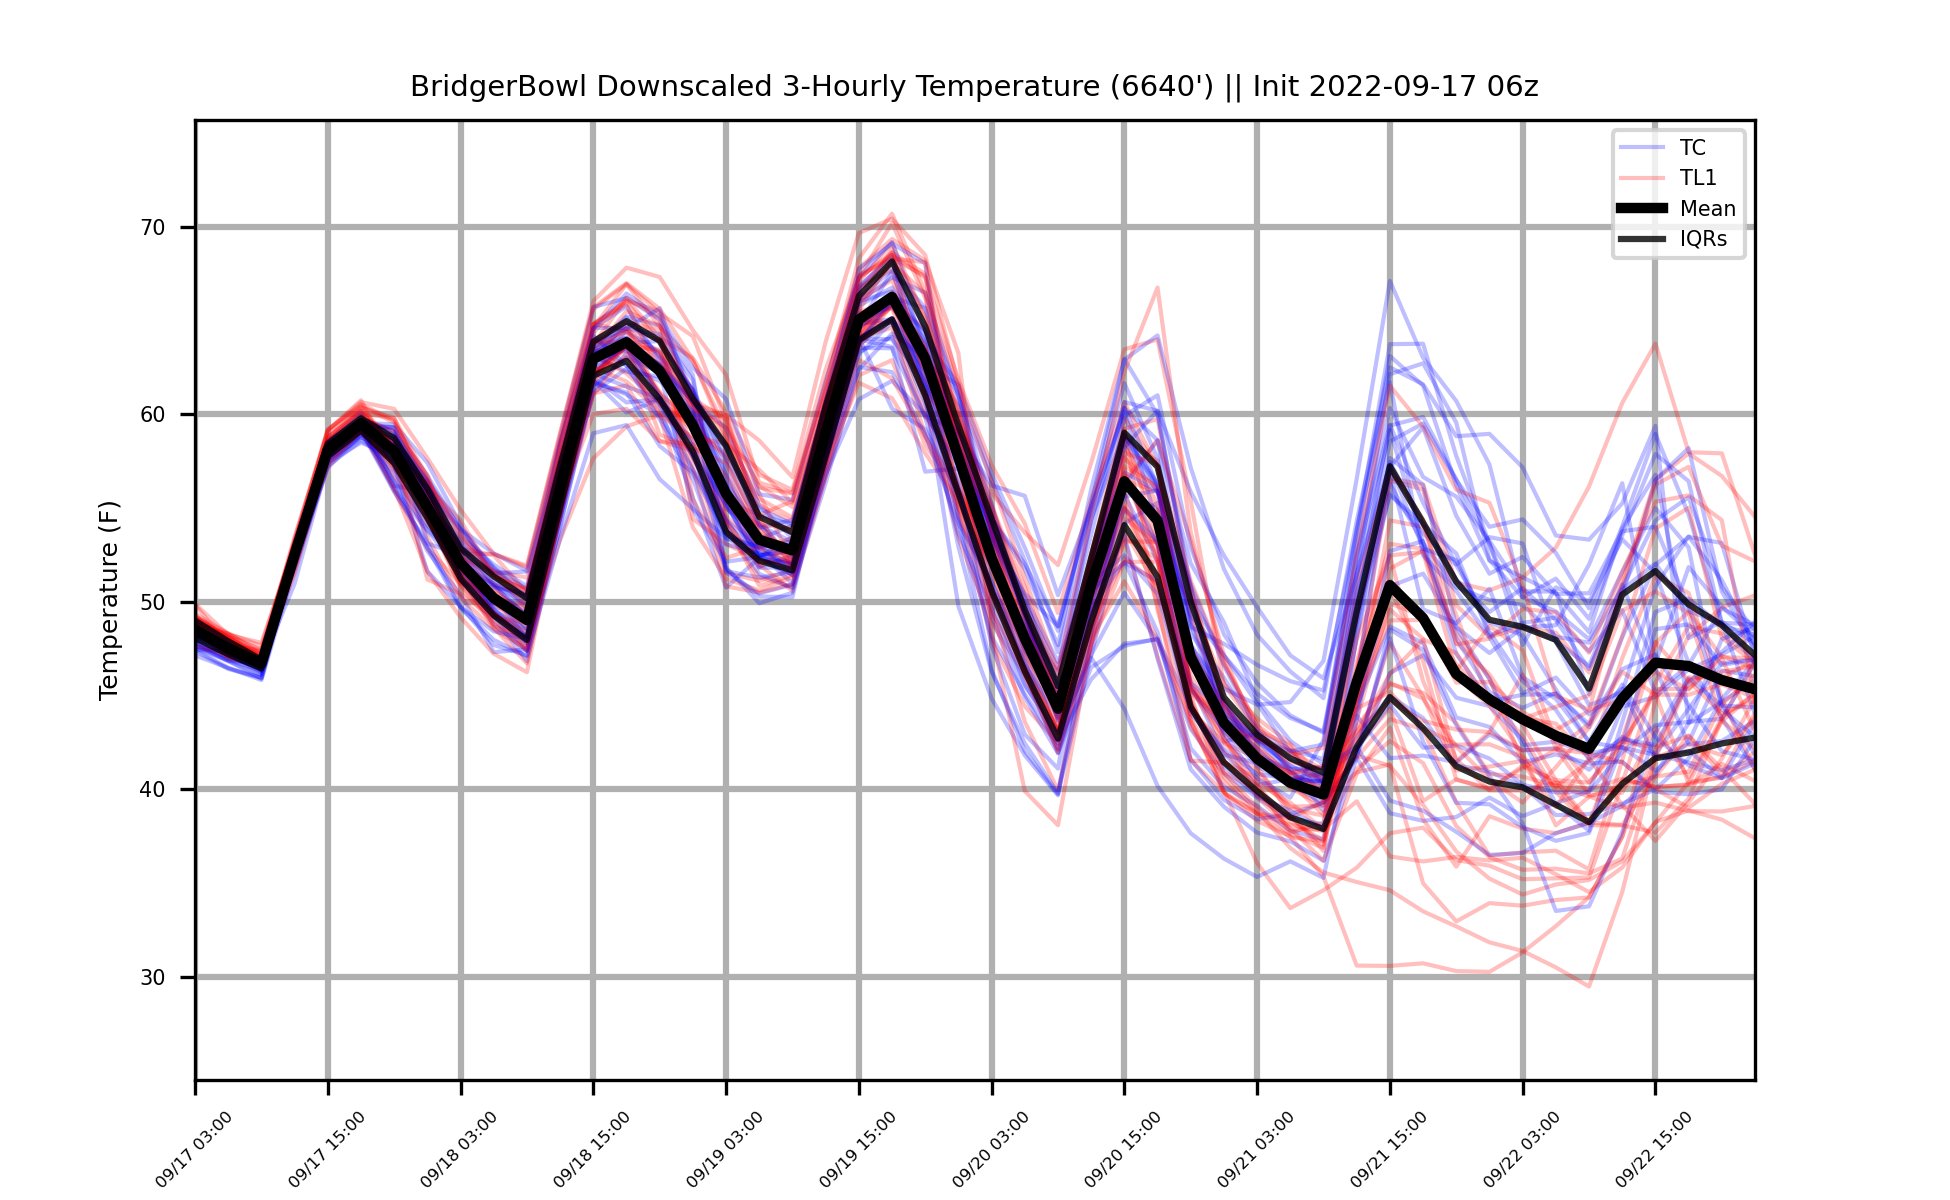 BridgerBowl Downscaled 3-Hourly Temperature (6640') || Init 2022-09-17 06z
TC
TL1
Mean
IQRs
Temperature (F)
70
60
50
40
30
09/17 03:00
09/17 15:00
09/18 03:00
09/18 15:00
09/19 03:00
09/19 15:00
09/20 03:00
09/20 15:00
09/21 03:00
09/21 15:00
09/22 03:00
09/22 15:00